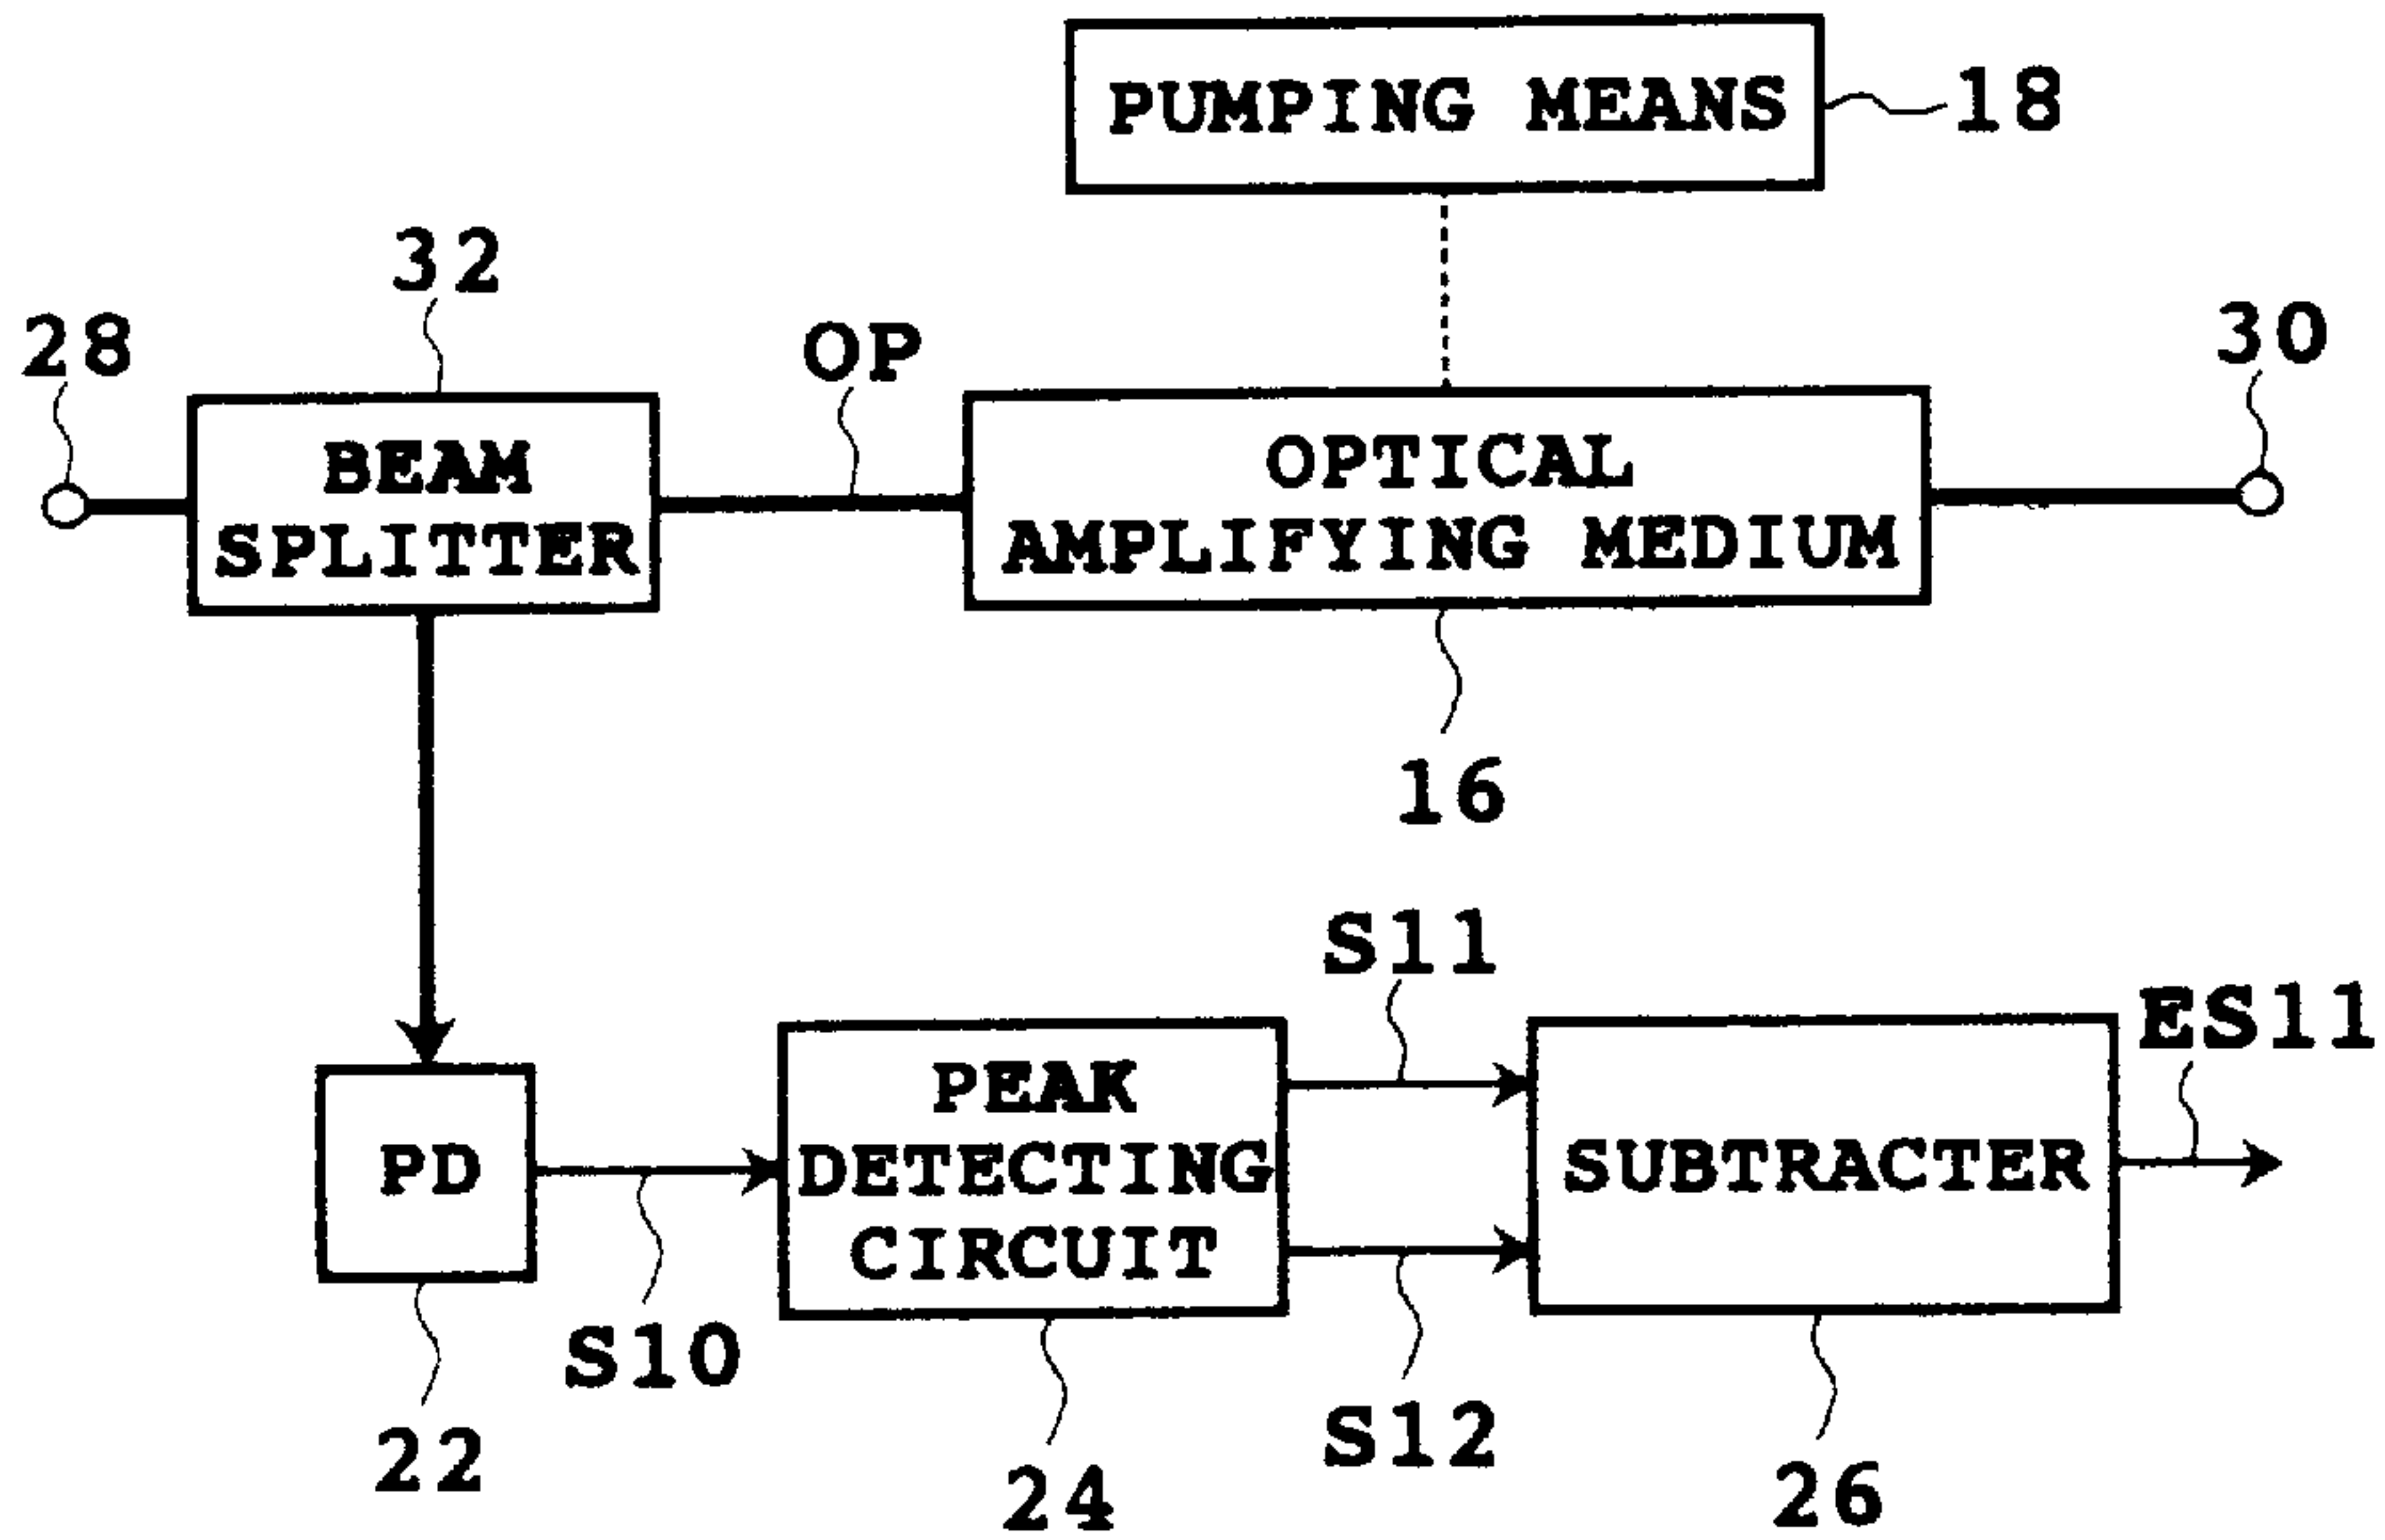 PUMPING MEANS
18
32
28
OP
30
BEAM
SPLITTER
OPTICAL
AMPLIFYING MEDIUM
16
S11
ES11
PEAK
DETECTING
CIRCUIT
PD
SUBTRACTER
S10
S12
22
24
26